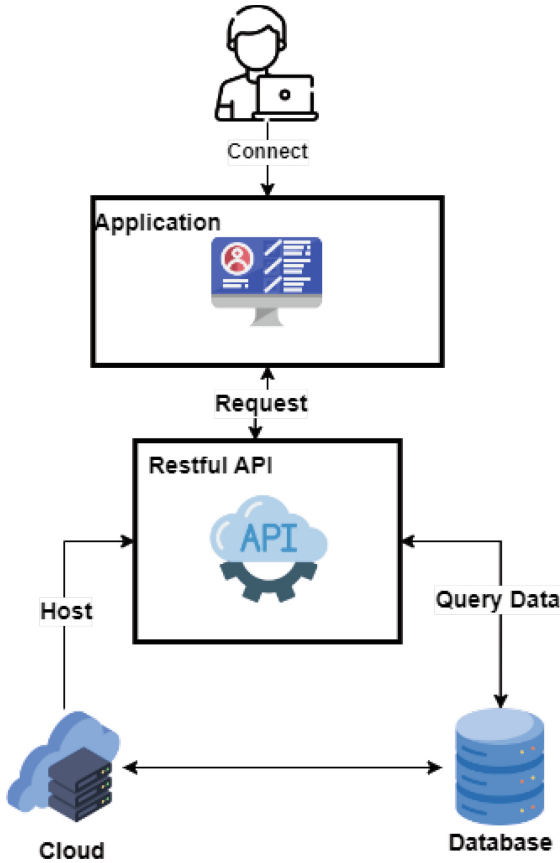 Connect
Application
Request
Restful API
API
Host
Query Data
Cloud
Database